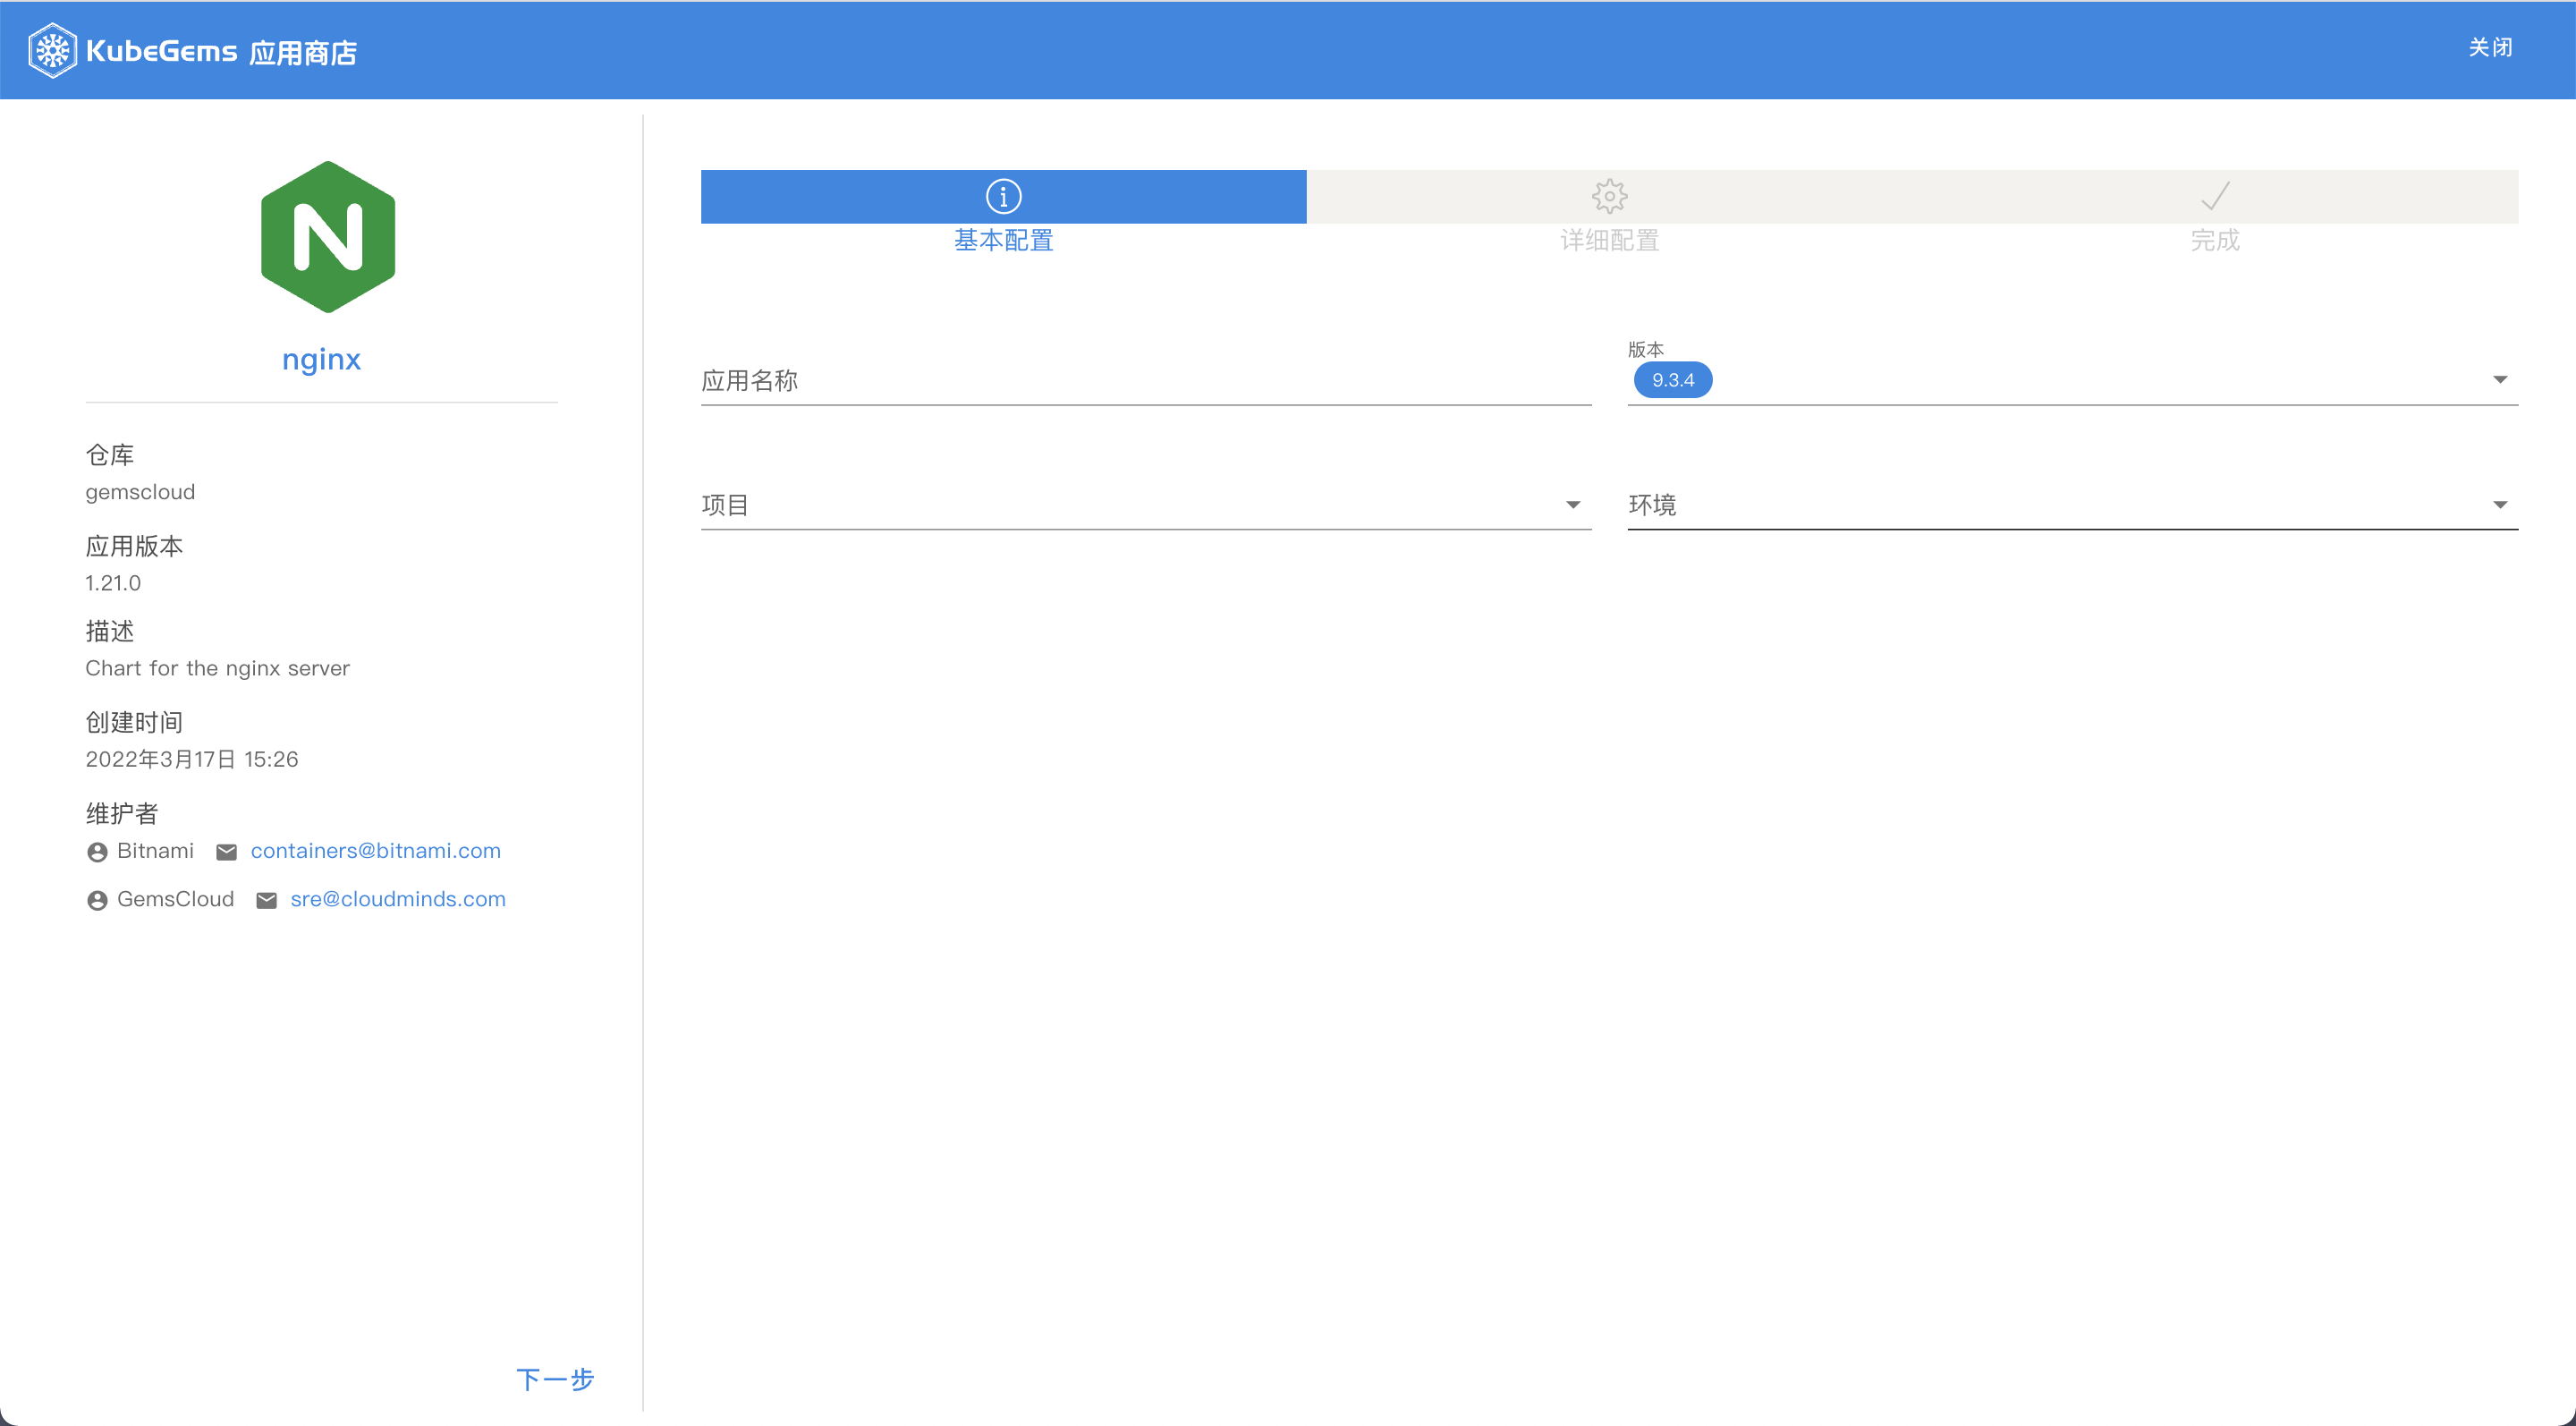 KubeGems 应用商店
关闭
nginx
仓库
gemscloud
应用版本
1.21.0
描述
Chart for the nginx server
创建时间
2022年3月17日 15:26
维护者
Bitnami containers@bitnami.com
GemsCloud sre@cloudminds.com
下一步
基本配置 详细配置 完成
版本
应用名称 9.3.4
项目 环境